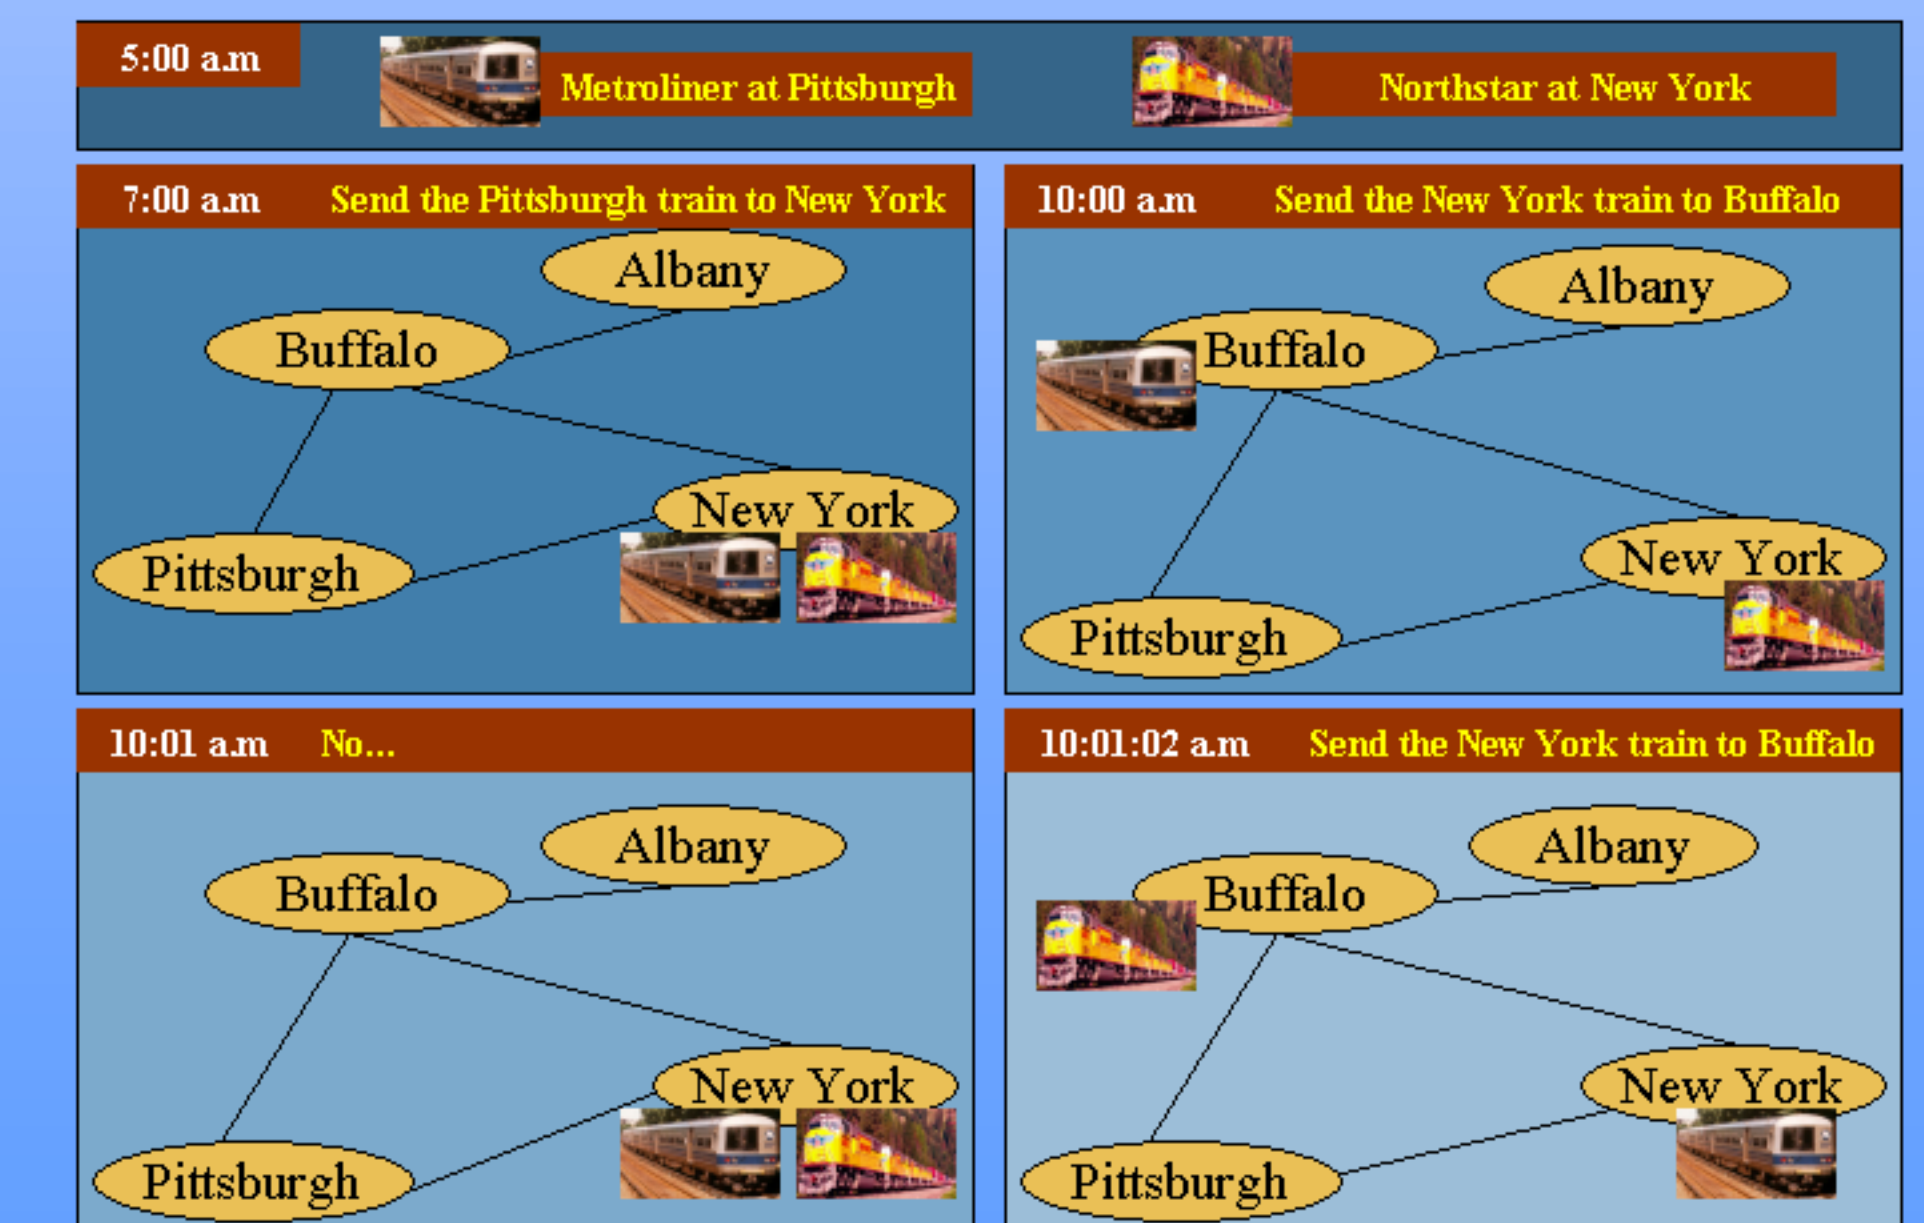 5:00 a.m
Metroliner at Pittsburgh
Northstar at New York
7:00 a.m
Send the Pittsburgh train to New York
Albany
Buffalo
New York
Pittsburgh
10:00 a.m
Send the New York train to Buffalo
Albany
Buffalo
New York
Pittsburgh
10:01 a.m
No...
Albany
Buffalo
New York
Pittsburgh
10:01:02 a.m
Send the New York train to Buffalo
Albany
Buffalo
New York
Pittsburgh